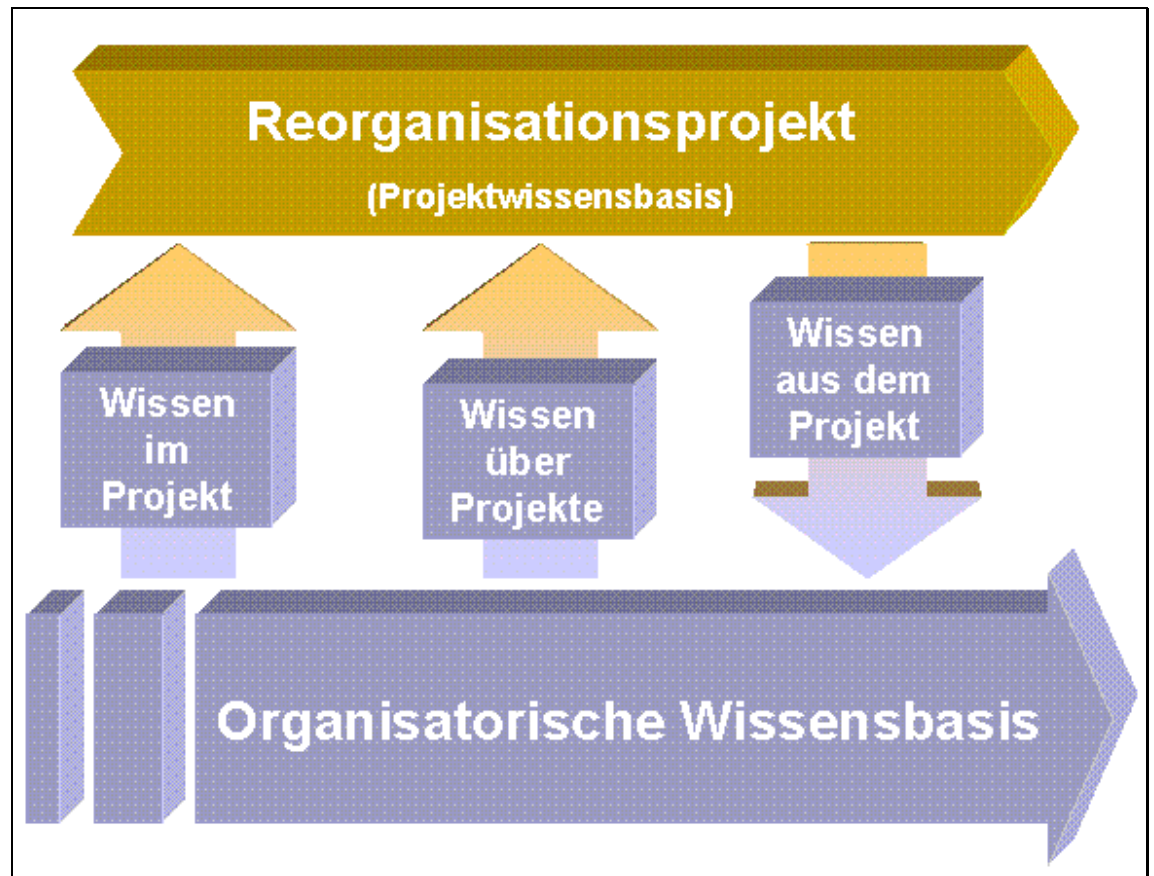 Reorganisationsprojekt
(Projektwissensbasis)
Wissen
im
Projekt
Wissen
über
Projekte
Wissen
aus dem
Projekt
Organisatorische Wissensbasis